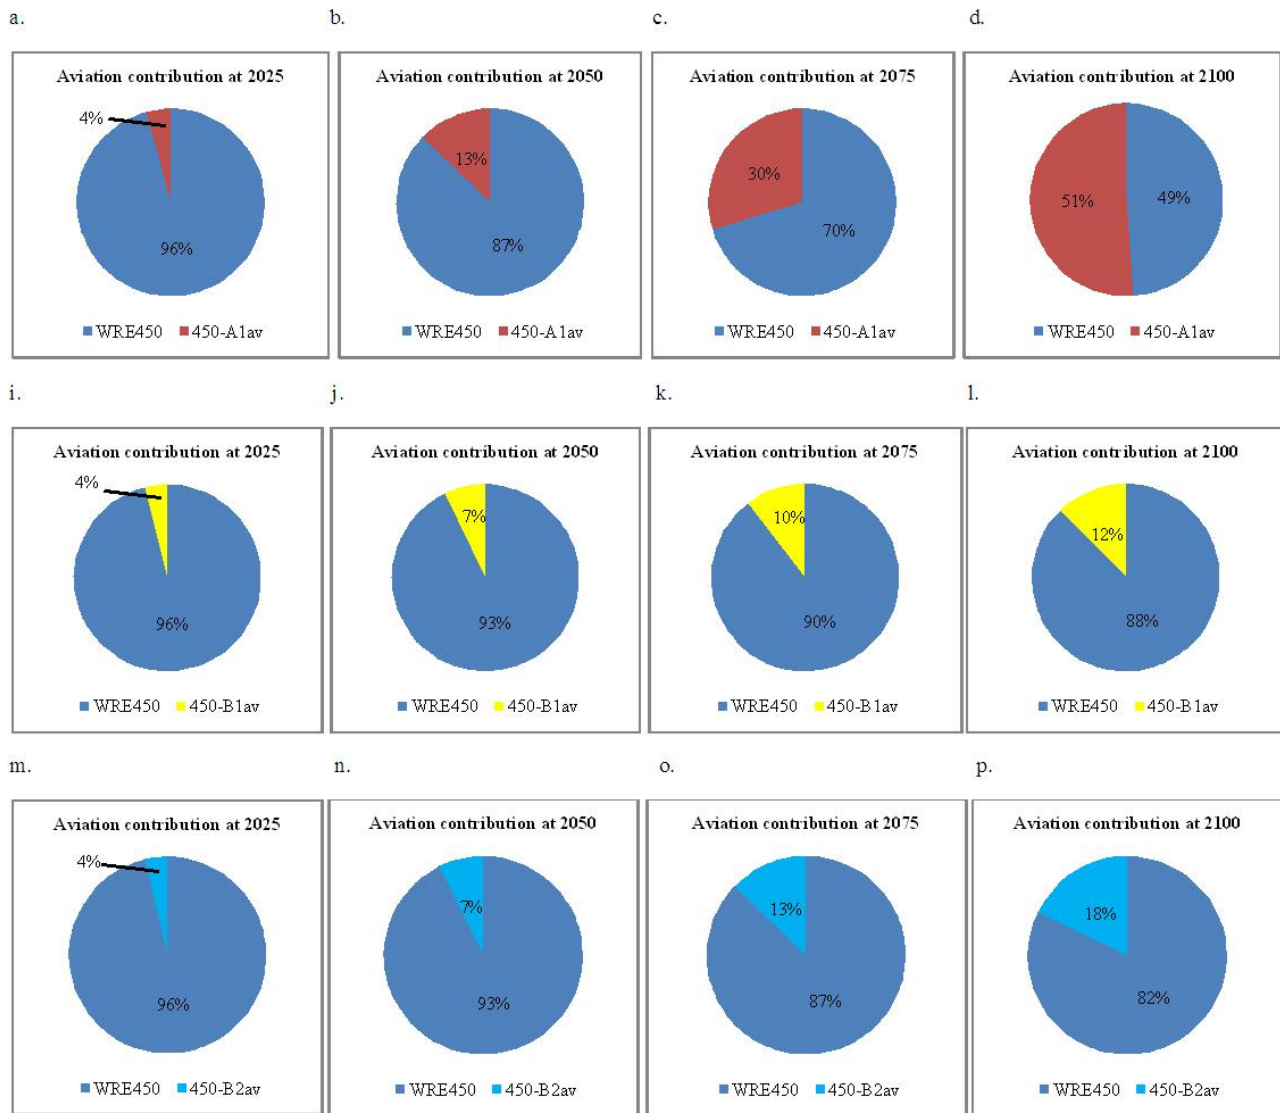 a.
b.
c.
d.
Aviation contribution at 2025
4%
96%
WRE450 450-A1av
Aviation contribution at 2050
13%
87%
WRE450 450-A1av
Aviation contribution at 2075
30%
70%
WRE450 450-A1av
Aviation contribution at 2100
51%
49%
WRE450 450-A1av
i.
j.
k.
l.
Aviation contribution at 2025
4%
96%
WRE450 450-B1av
Aviation contribution at 2050
7%
93%
WRE450 450-B1av
Aviation contribution at 2075
10%
90%
WRE450 450-B1av
Aviation contribution at 2100
12%
88%
WRE450 450-B1av
m.
n.
o.
p.
Aviation contribution at 2025
4%
96%
WRE450 450-B2av
Aviation contribution at 2050
7%
93%
WRE450 450-B2av
Aviation contribution at 2075
13%
87%
WRE450 450-B2av
Aviation contribution at 2100
18%
82%
WRE450 450-B2av